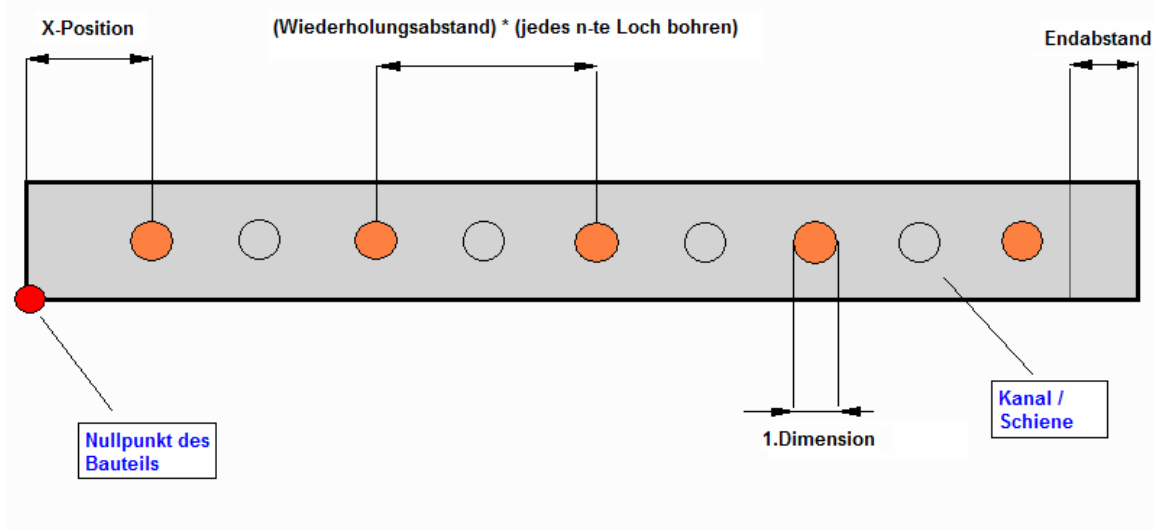 X-Position
(Wiederholungsabstand) * (jedes n-te Loch bohren)
Endabstand
Kanal /
Schiene
1.Dimension
Nullpunkt des
Bauteils